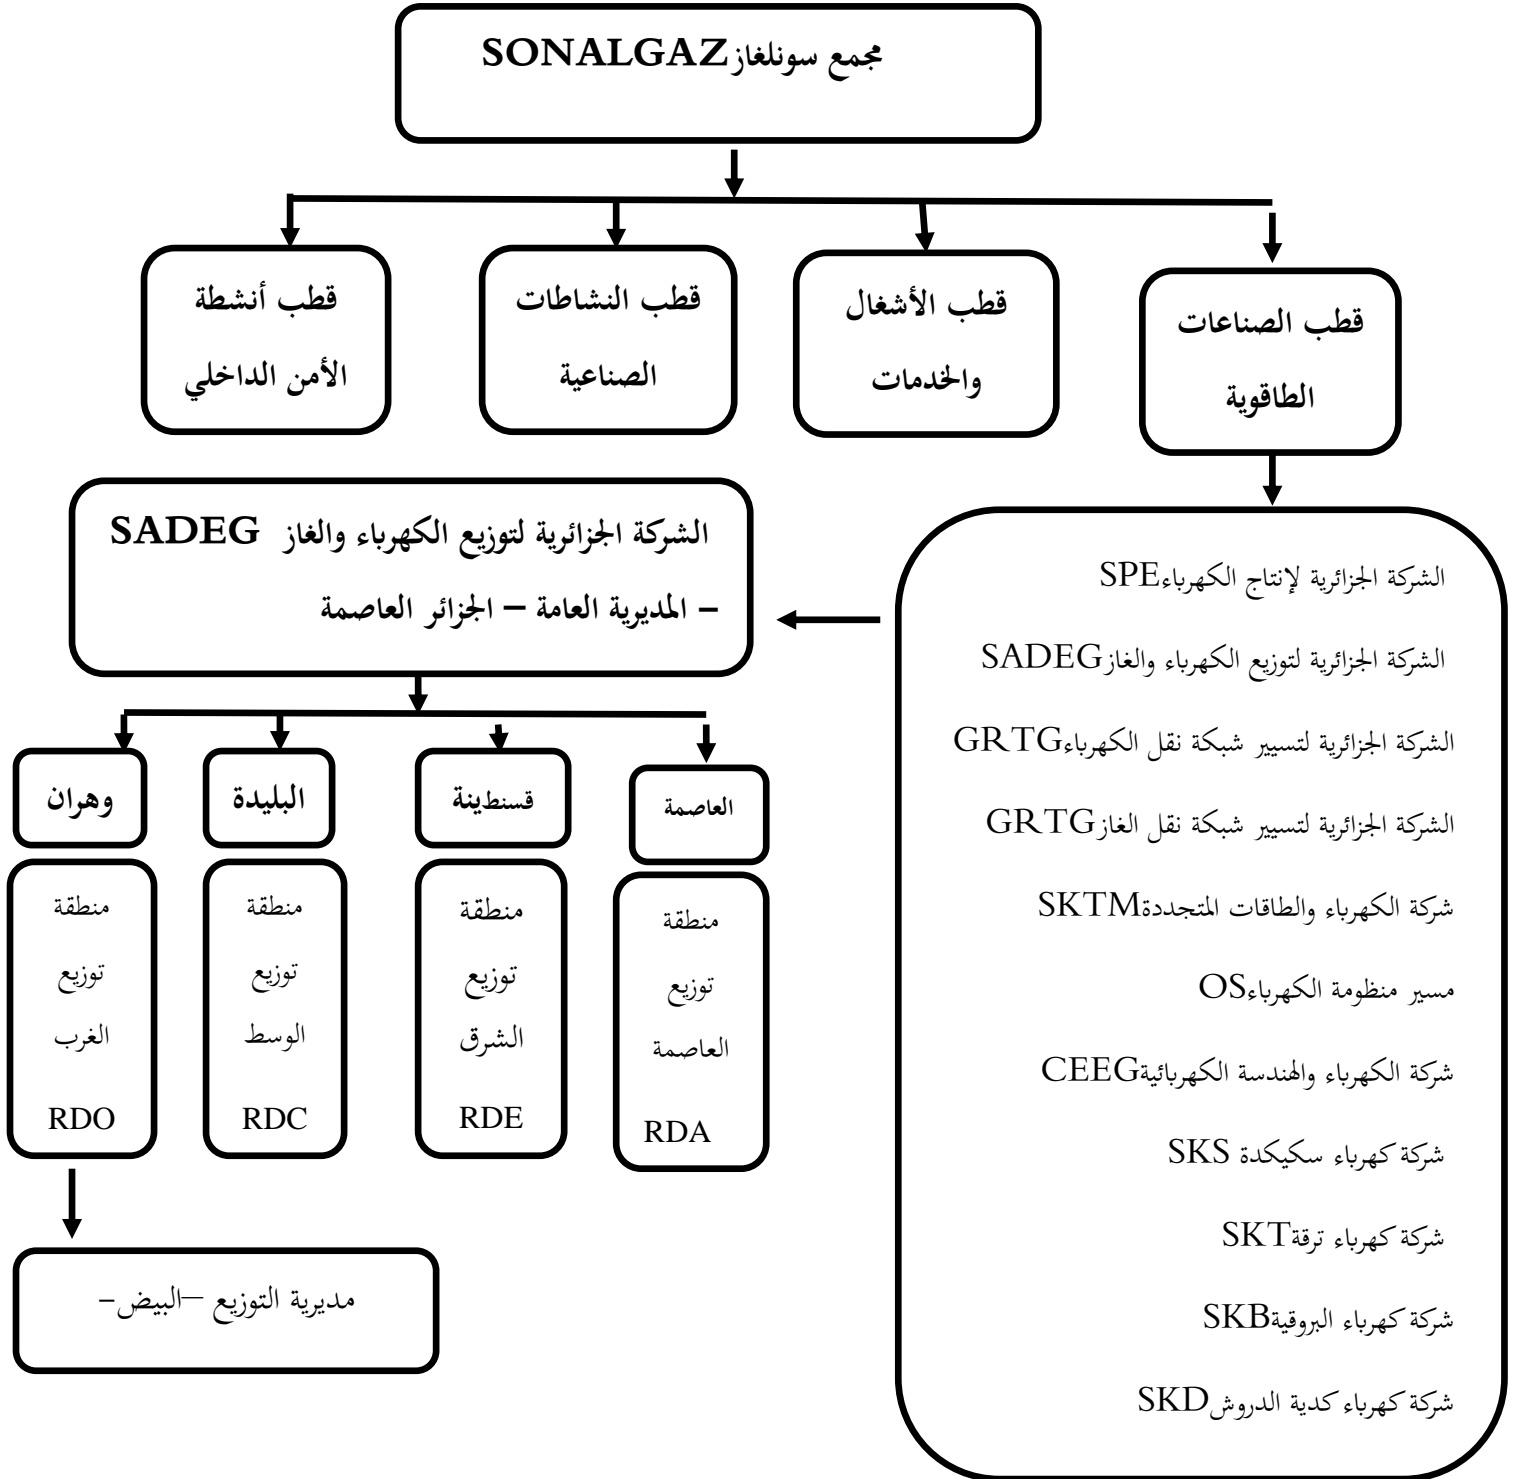 مجمع سونلغازSONALGAZ
قطب الصناعات
الطاقوية
قطب الأشغال
والخدمات
قطب النشاطات
الصناعية
قطب أنشطة
الأمن الداخلي
الشركة الجزائرية لإنتاج الكهرباءSPE
الشركة الجزائرية لتوزيع الكهرباء والغازSADEG
الشركة الجزائرية لتسيير شبكة نقل الكهرباءGRTG
الشركة الجزائرية لتسيير شبكة نقل الغازGRTG
شركة الكهرباء والطاقات المتجددةSKTM
مسير منظومة الكهرباءOS
شركة الكهرباء والهندسة الكهربائيةCEEG
شركة كهرباء سكيكدة SKS
شركة كهرباء ترقةSKT
شركة كهرباء البروقيةSKB
شركة كهرباء كدية الدروشSKD
الشركة الجزائرية لتوزيع الكهرباء والغاز SADEG
– المديرية العامة – الجزائر العاصمة
العاصمة
قسنطينة
البليدة
وهران
منطقة
توزيع
العاصمة
RDA
منطقة
توزيع
الشرق
RDE
منطقة
توزيع
الوسط
RDC
منطقة
توزيع
الغرب
RDO
مديرية التوزيع –البيض-